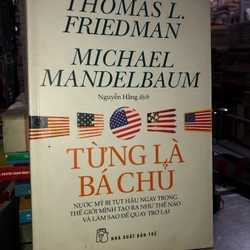 THOMAS L.
FRIEDMAN
MICHAEL
MANDELBAUM
Nguyễn Hằng dịch
TỪNG LÀ
BÁ CHỦ
NƯỚC MỸ BỊ TỤT HẬU NGAY TRONG
THẾ GIỚI MÌNH TẠO RA NHƯ THẾ NÀO
VÀ LÀM SAO ĐỂ QUAY TRỞ LẠI
NHÀ XUẤT BẢN TRẺ